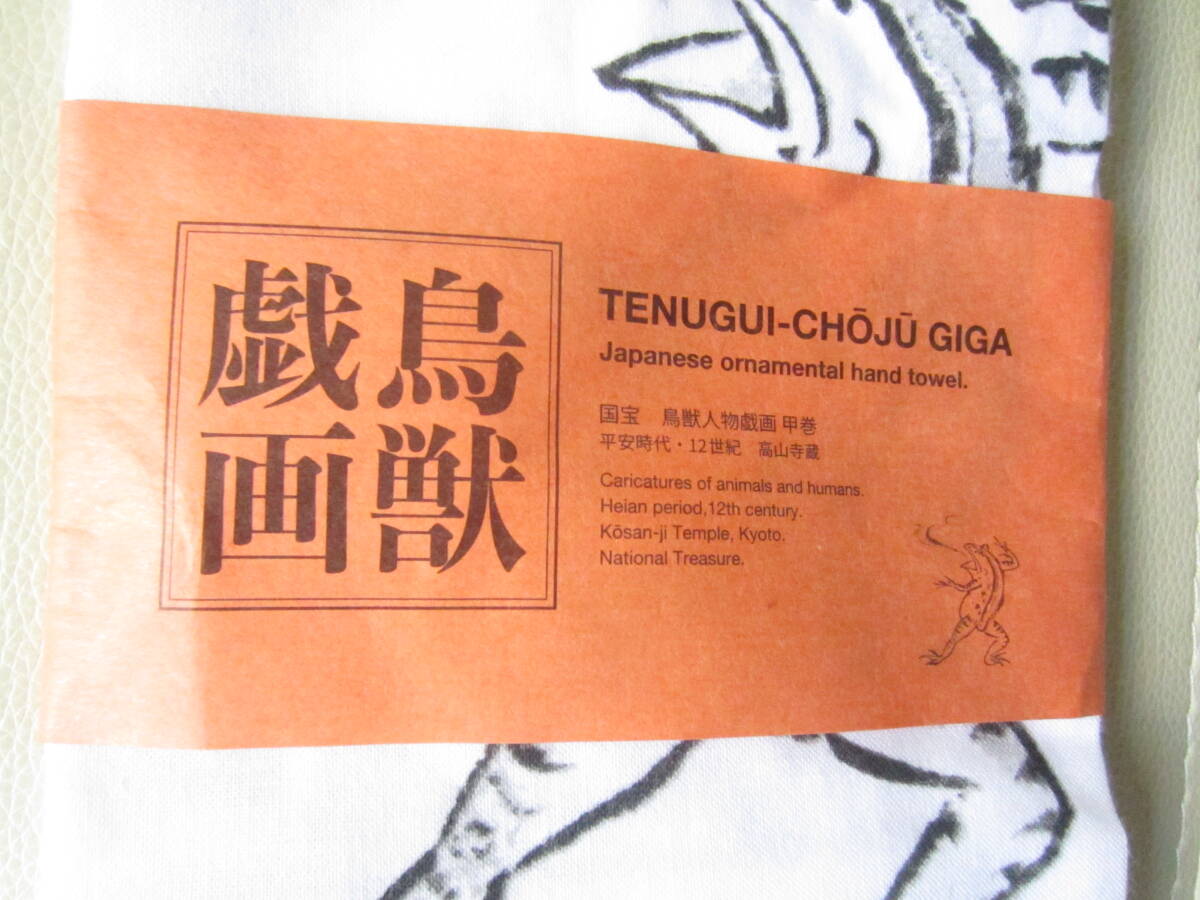 鳥獣
戯画
TENUGUI-CHŌJŪ GIGA
Japanese ornamental hand towel.
国宝　鳥獣人物戯画 甲巻
平安時代・12世紀　高山寺蔵
Caricatures of animals and humans.
Heian period,12th century.
Kōsan-ji Temple, Kyoto.
National Treasure.